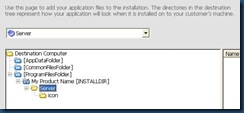 Use this page to add your application files to the installation. The directories in the destination
tree represent how your application will look when it is installed on to your customer's machine.
Server
Destination Computer
[AppDataFolder]
[CommonFilesFolder]
[ProgramFilesFolder]
My Product Name [INSTALLDIR]
Server
Icon
Name